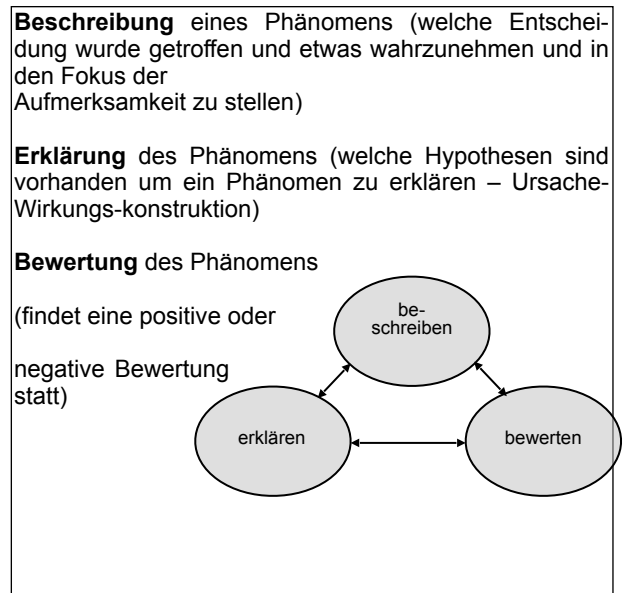 Beschreibung eines Phänomens (welche Entschei-
dung wurde getroffen und etwas wahrzunehmen und in
den Fokus der
Aufmerksamkeit zu stellen)
Erklärung des Phänomens (welche Hypothesen sind
vorhanden um ein Phänomen zu erklären – Ursache-
Wirkungs-konstruktion)
Bewertung des Phänomens
(findet eine positive oder
negative Bewertung
statt)
be-
schreiben
erklären
bewerten